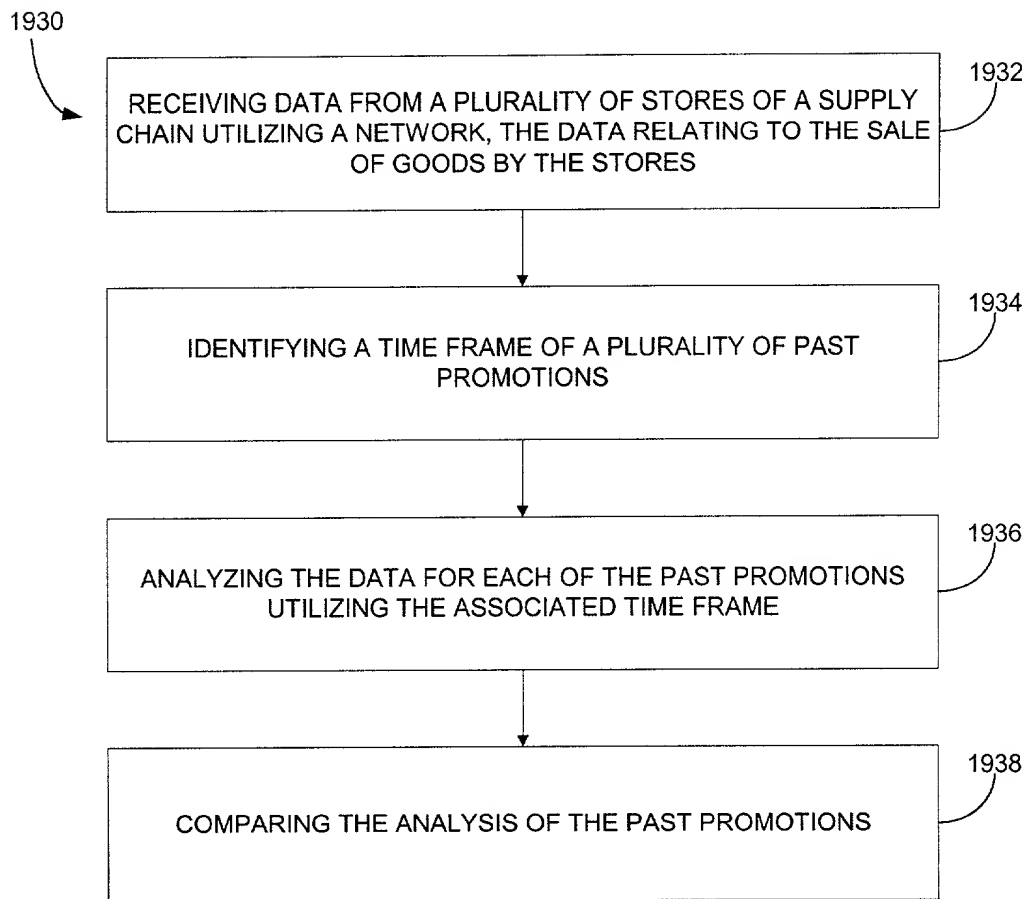 1930
1932
RECEIVING DATA FROM A PLURALITY OF STORES OF A SUPPLY
CHAIN UTILIZING A NETWORK, THE DATA RELATING TO THE SALE
OF GOODS BY THE STORES
1934
IDENTIFYING A TIME FRAME OF A PLURALITY OF PAST
PROMOTIONS
1936
ANALYZING THE DATA FOR EACH OF THE PAST PROMOTIONS
UTILIZING THE ASSOCIATED TIME FRAME
1938
COMPARING THE ANALYSIS OF THE PAST PROMOTIONS